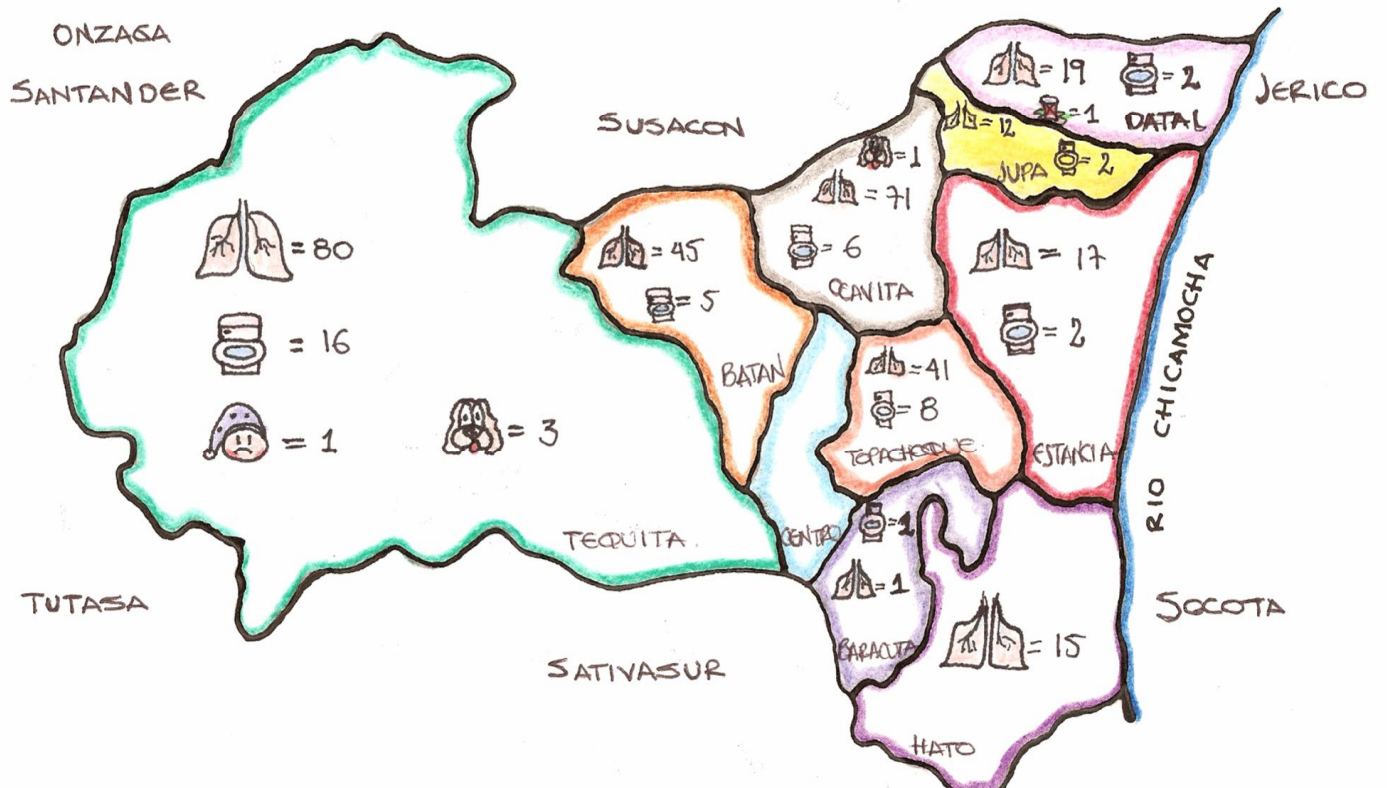 ONZAGA
SANTANDER
SUSACON
JERICO
= 19
= 2
= 1
DATAL
= 12
JUPA
= 2
= 1
= 71
= 6
OCAVITA
= 80
= 16
= 1
= 3
TEQUITA
= 45
= 5
BATAN
= 17
= 2
ESTANCIA
= 41
= 8
TOPACHOQUE
CENTRO
= 1
= 1
BARACUTA
= 15
HATO
RIO CHICAMOCHA
TUTASA
SATIVASUR
SOCOTA